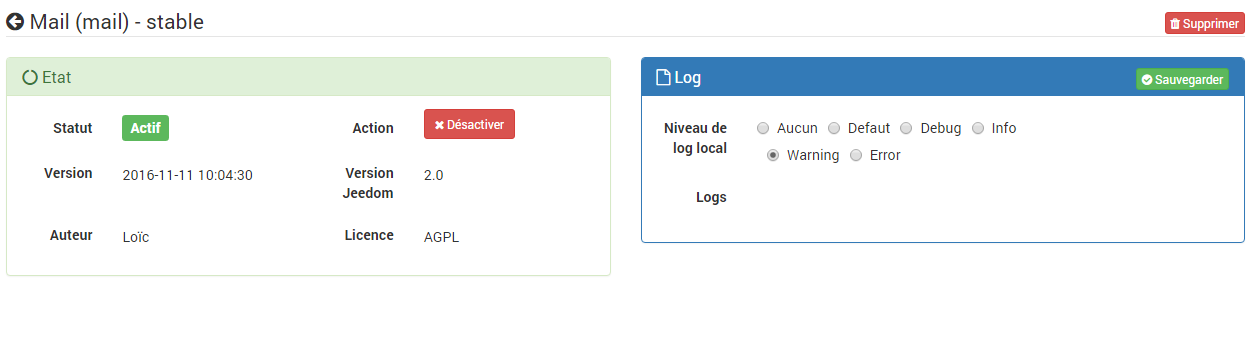 Mail (mail) - stable
Supprimer
Etat
Statut Actif Action Désactiver
Version 2016-11-11 10:04:30 Version Jeedom 2.0
Auteur Loïc Licence AGPL
Log Sauvegarder
Niveau de log local Aucun Defaut Debug Info
Warning Error
Logs